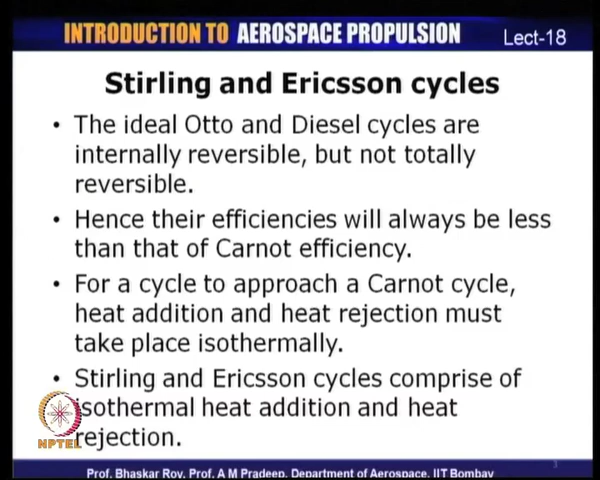 INTRODUCTION TO AEROSPACE PROPULSION Lect-18
Stirling and Ericsson cycles
• The ideal Otto and Diesel cycles are
internally reversible, but not totally
reversible.
• Hence their efficiencies will always be less
than that of Carnot efficiency.
• For a cycle to approach a Carnot cycle,
heat addition and heat rejection must
take place isothermally.
• Stirling and Ericsson cycles comprise of
isothermal heat addition and heat
rejection.
NPTEL
3
Prof. Bhaskar Roy, Prof. A M Pradeep, Department of Aerospace, IIT Bombay